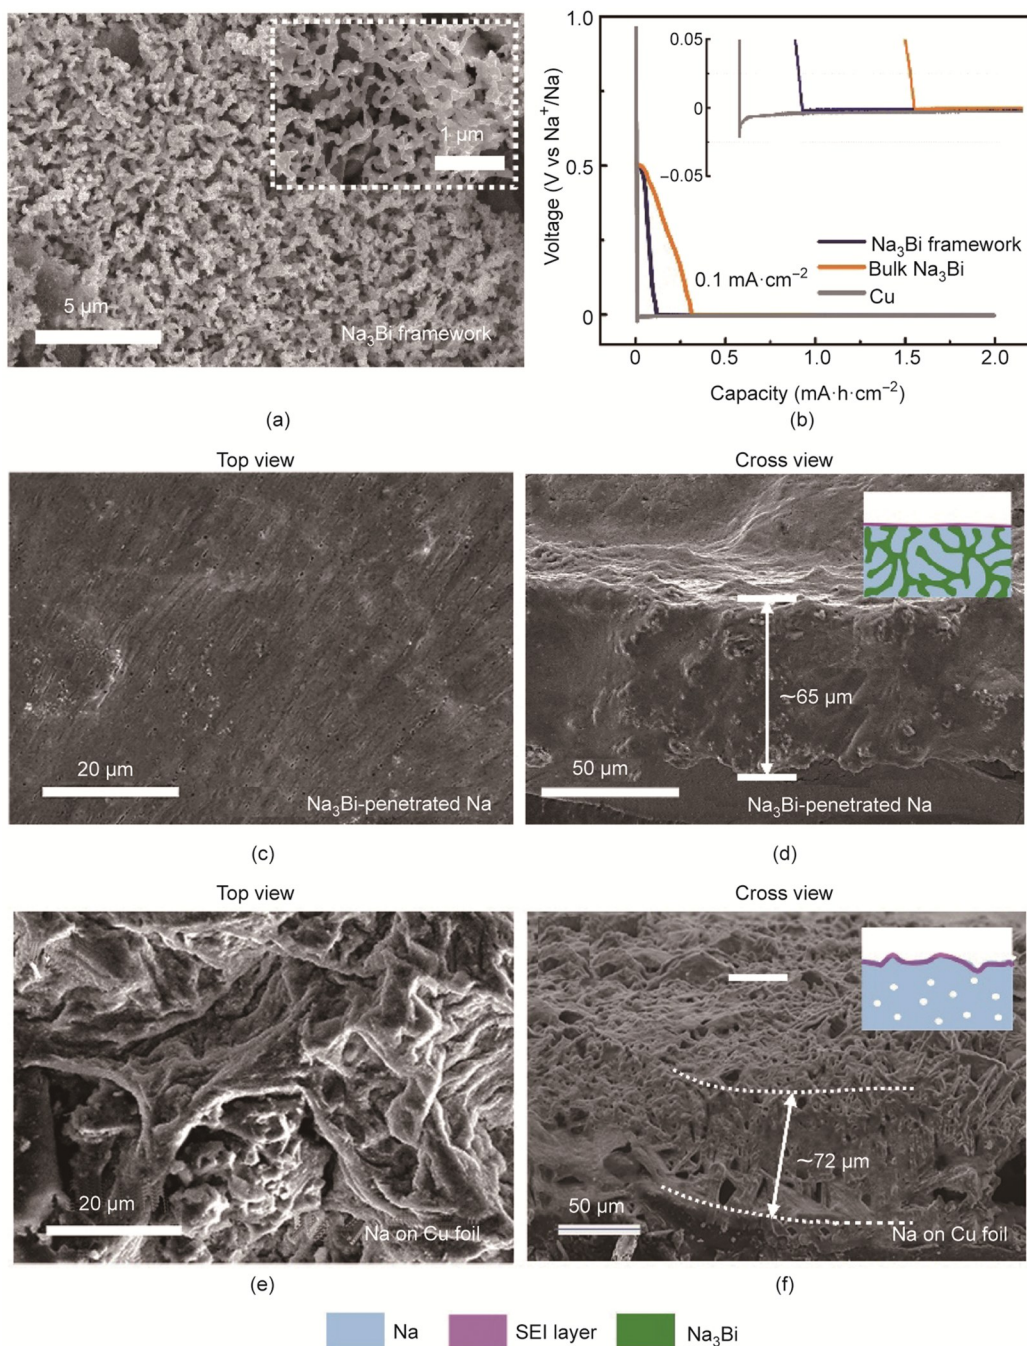 1 μm
5 μm
Na₃Bi framework
(a)
1.0
0.5
0
Voltage (V vs Na⁺/Na)
0.05
0
−0.05
Na₃Bi framework
Bulk Na₃Bi
Cu
0.1 mA·cm⁻²
0
0.5
1.0
1.5
2.0
Capacity (mA·h·cm⁻²)
(b)
Top view
20 μm
Na₃Bi-penetrated Na
(c)
Cross view
~65 μm
50 μm
Na₃Bi-penetrated Na
(d)
Top view
20 μm
Na on Cu foil
(e)
Cross view
~72 μm
50 μm
Na on Cu foil
(f)
Na
SEI layer
Na₃Bi